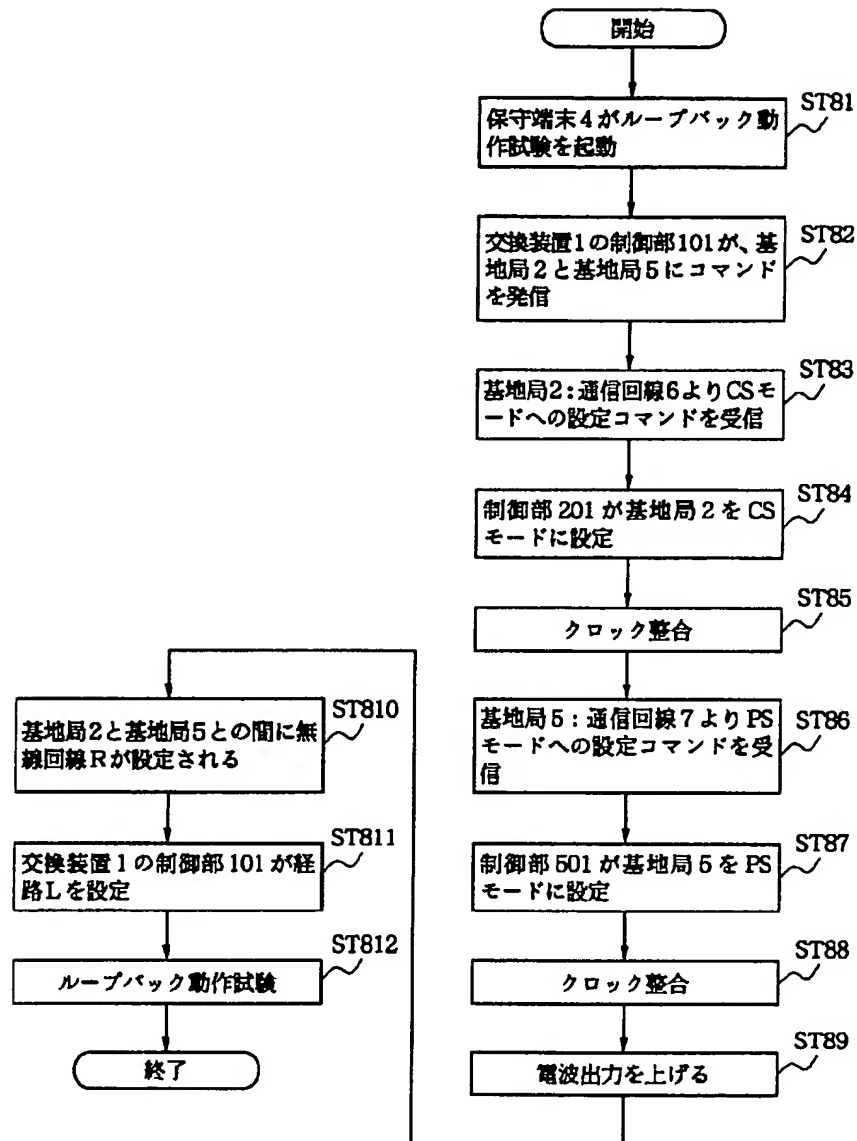 開始
ST81
保守端末4がループバック動
作試験を起動
ST82
交換装置1の制御部101が、基
地局2と基地局5にコマンド
を発信
ST83
基地局2:通信回線6よりCSモ
ードへの設定コマンドを受信
ST84
制御部201が基地局2をCS
モードに設定
ST85
クロック整合
ST86
基地局5:通信回線7よりPS
モードへの設定コマンドを受
信
ST87
制御部501が基地局5をPS
モードに設定
ST88
クロック整合
ST89
電波出力を上げる
ST810
基地局2と基地局5との間に無
線回線Rが設定される
ST811
交換装置1の制御部101が経
路Lを設定
ST812
ループバック動作試験
終了